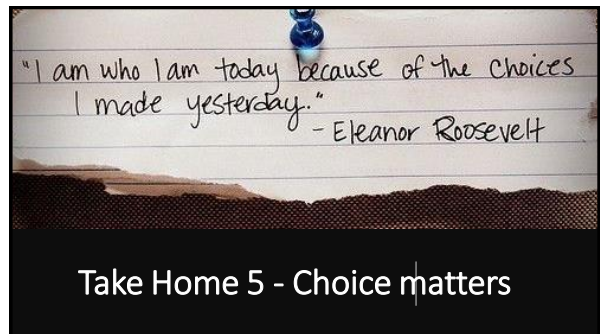 "I am who I am today because of the choices
I made yesterday."
- Eleanor Roosevelt
Take Home 5 - Choice matters